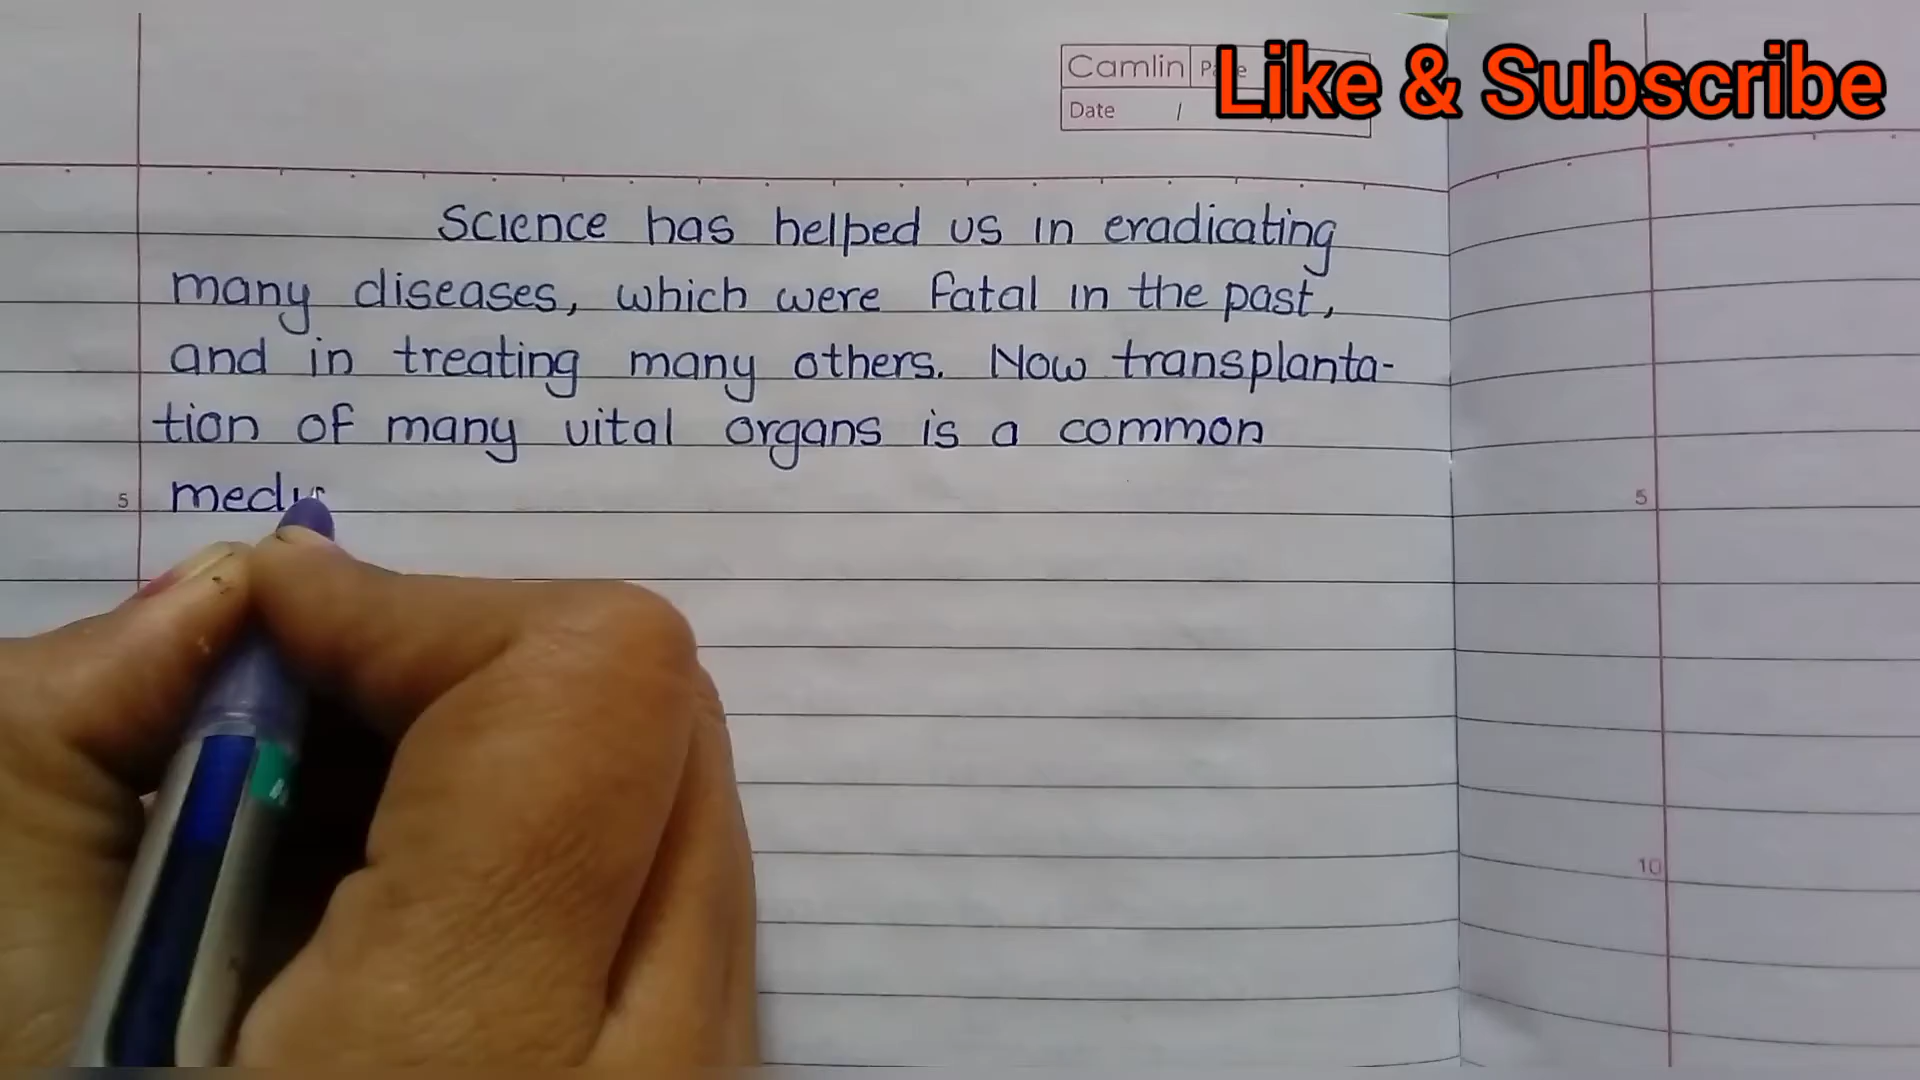 Camlin
Like & Subscribe
Date / 
Science has helped us in eradicating
many diseases, which were fatal in the past,
and in treating many others. Now transplanta-
tion of many vital organs is a common
5
5
10